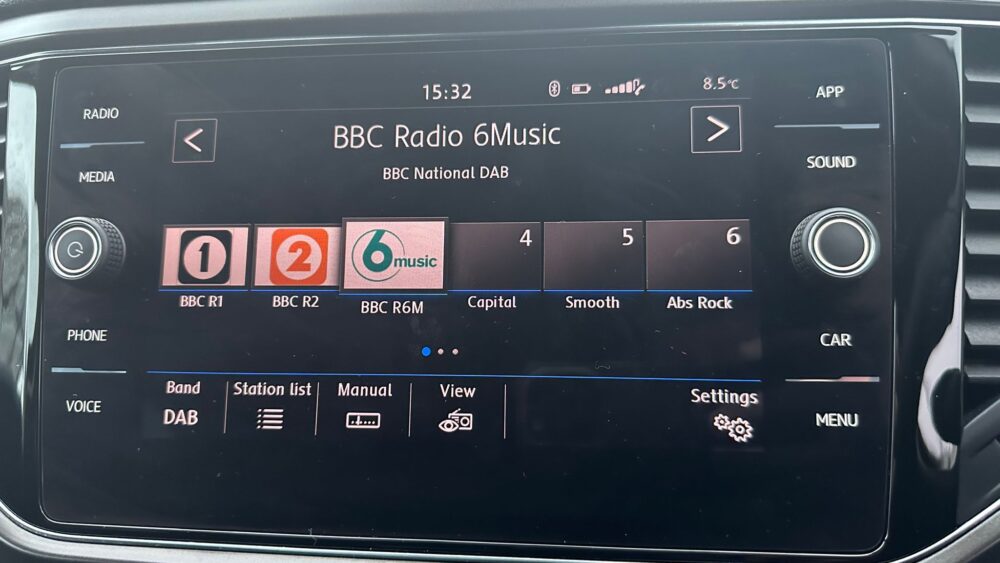 15:32
8.5°C
RADIO
APP
<
BBC Radio 6Music
>
MEDIA
BBC National DAB
SOUND
1
2
6 music
4
5
6
BBC R1
BBC R2
BBC R6M
Capital
Smooth
Abs Rock
PHONE
CAR
VOICE
Band
Station list
Manual
View
Settings
DAB
MENU